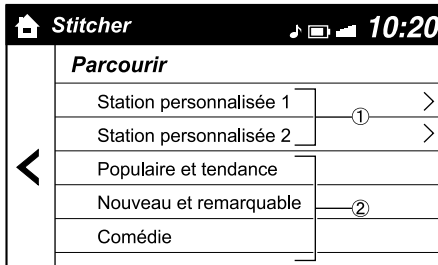 Stitcher 10:20
Parcourir
Station personnalisée 1
①
Station personnalisée 2
Populaire et tendance
Nouveau et remarquable ②
Comédie